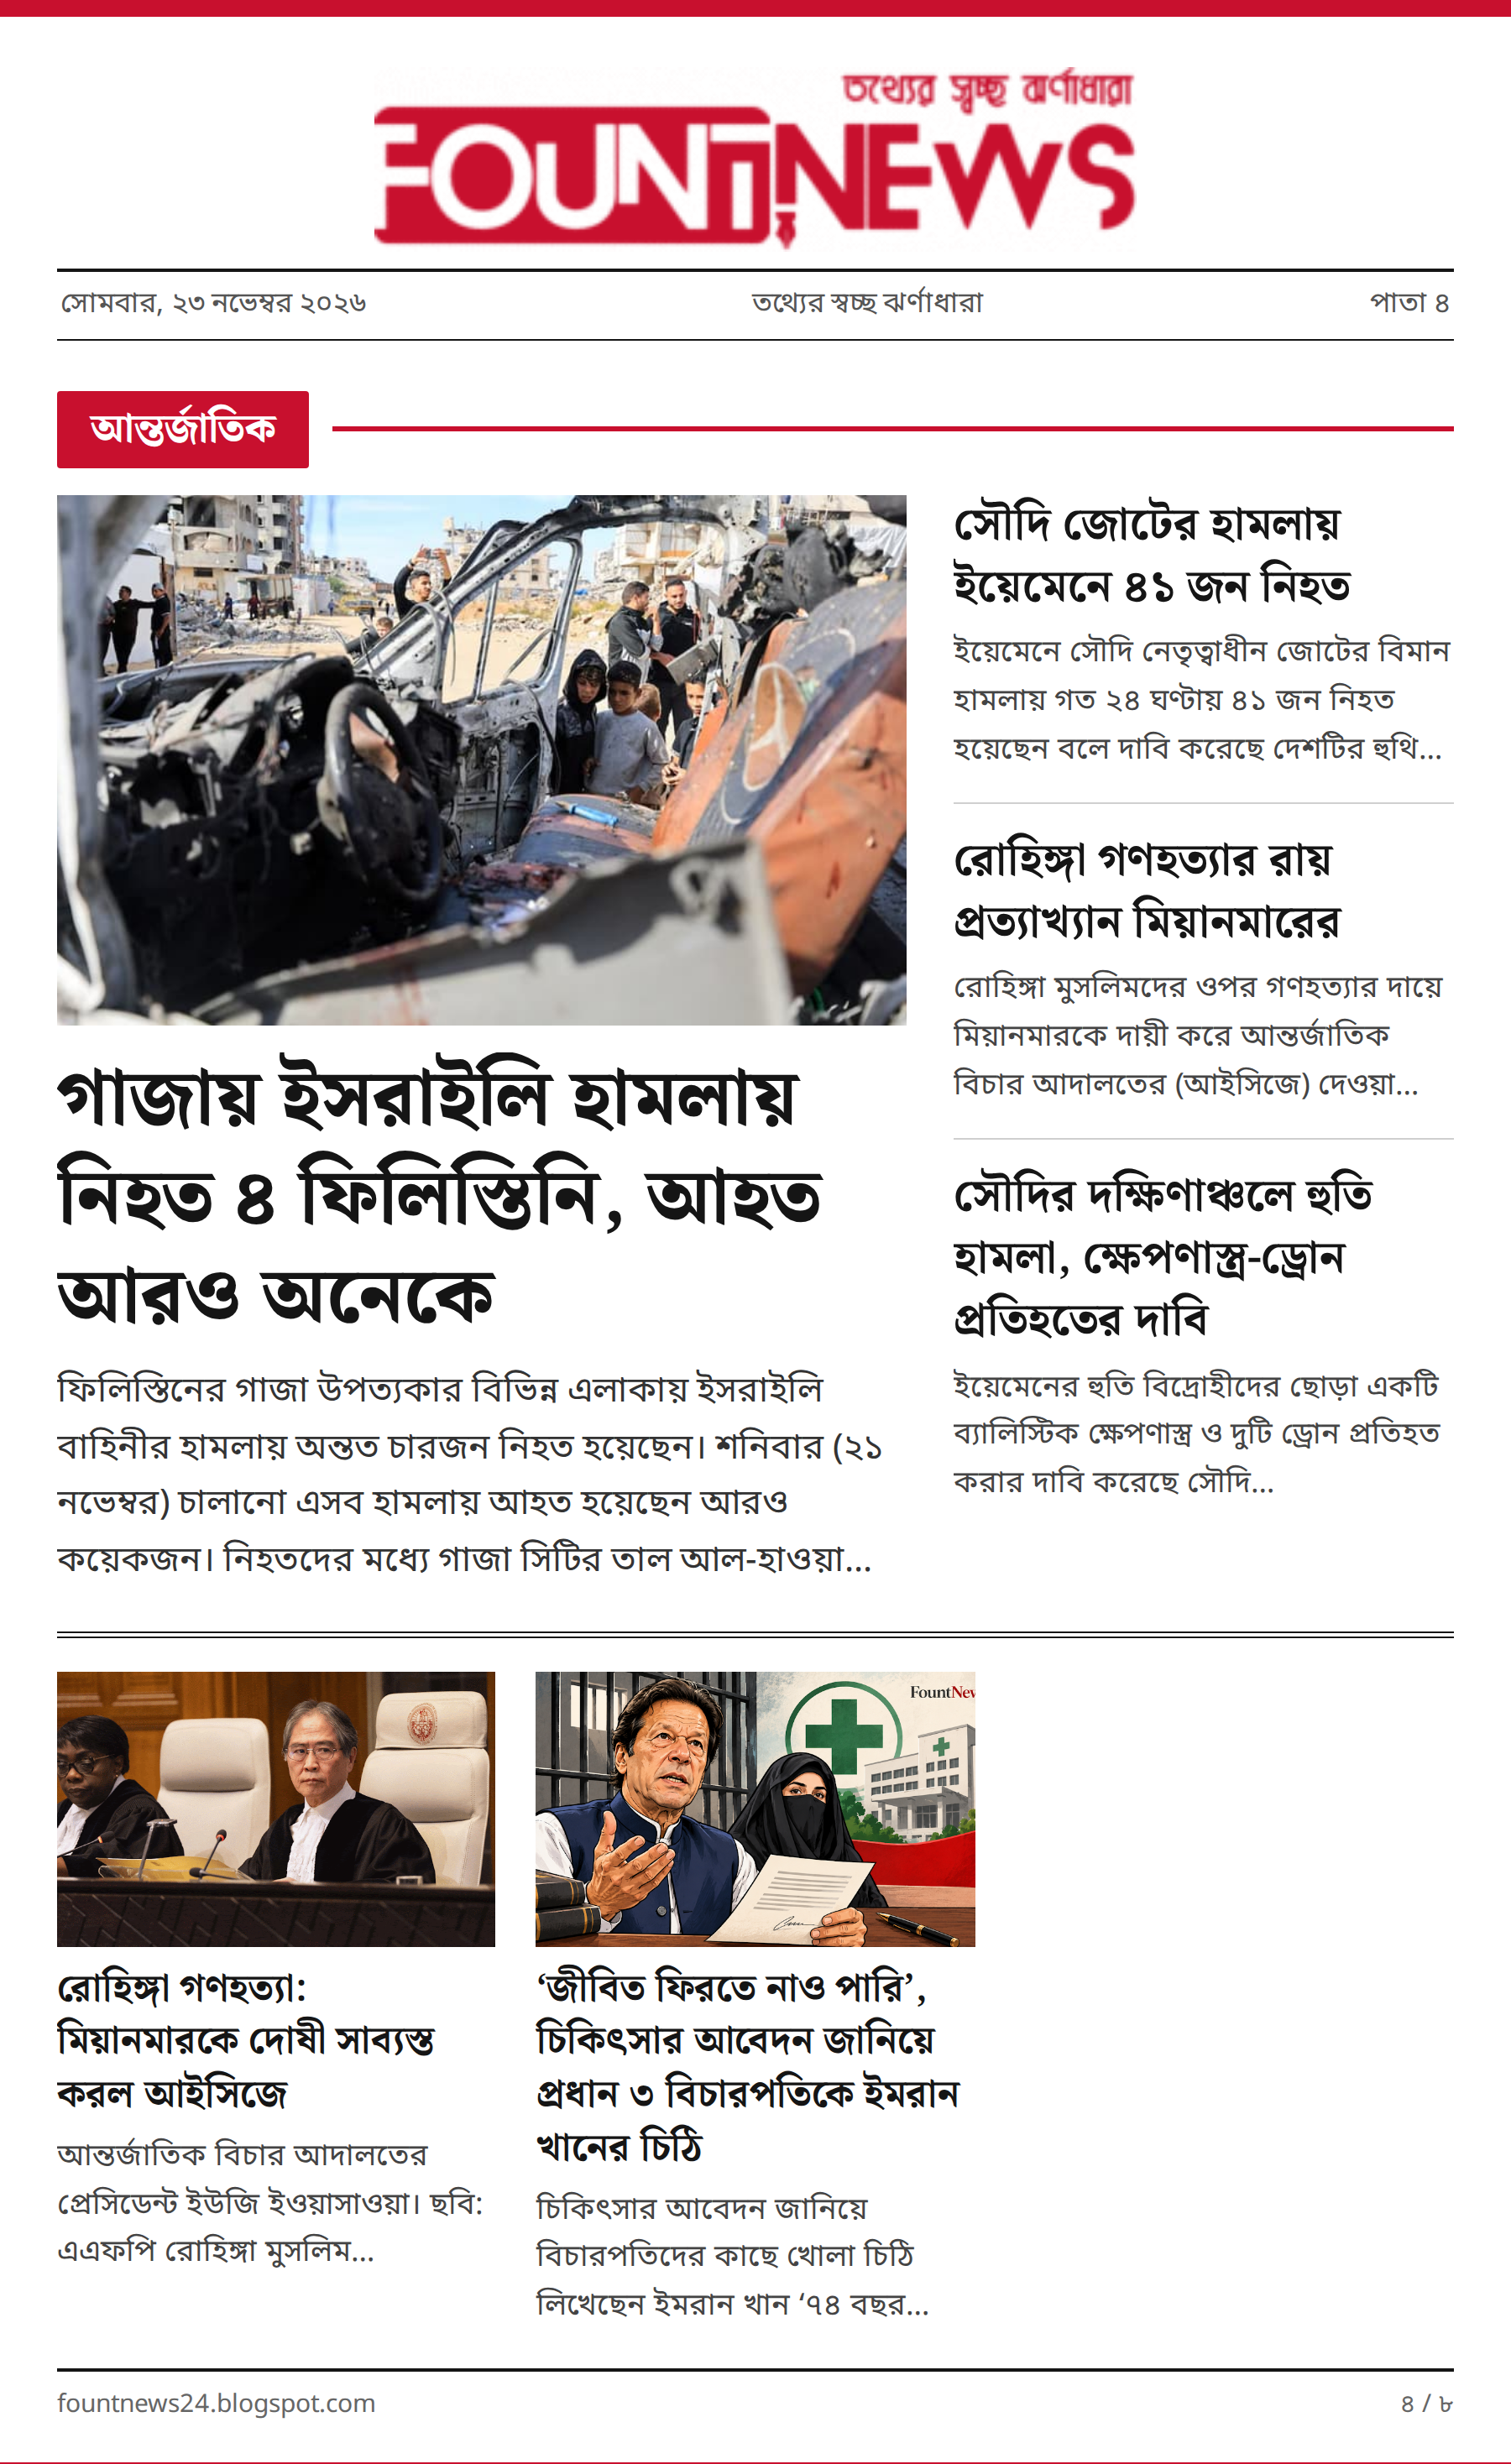 তথ্যের স্বচ্ছ ঝর্ণাধারা
FOUNTNEWS
সোমবার, ২৩ নভেম্বর ২০২৬
তথ্যের স্বচ্ছ ঝর্ণাধারা
পাতা ৪
আন্তর্জাতিক
গাজায় ইসরাইলি হামলায়
নিহত ৪ ফিলিস্তিনি, আহত
আরও অনেকে
ফিলিস্তিনের গাজা উপত্যকার বিভিন্ন এলাকায় ইসরাইলি
বাহিনীর হামলায় অন্তত চারজন নিহত হয়েছেন। শনিবার (২১
নভেম্বর) চালানো এসব হামলায় আহত হয়েছেন আরও
কয়েকজন। নিহতদের মধ্যে গাজা সিটির তাল আল-হাওয়া...
সৌদি জোটের হামলায়
ইয়েমেনে ৪১ জন নিহত
ইয়েমেনে সৌদি নেতৃত্বাধীন জোটের বিমান
হামলায় গত ২৪ ঘণ্টায় ৪১ জন নিহত
হয়েছেন বলে দাবি করেছে দেশটির হুথি...
রোহিঙ্গা গণহত্যার রায়
প্রত্যাখ্যান মিয়ানমারের
রোহিঙ্গা মুসলিমদের ওপর গণহত্যার দায়ে
মিয়ানমারকে দায়ী করে আন্তর্জাতিক
বিচার আদালতের (আইসিজে) দেওয়া...
সৌদির দক্ষিণাঞ্চলে হুতি
হামলা, ক্ষেপণাস্ত্র-ড্রোন
প্রতিহতের দাবি
ইয়েমেনের হুতি বিদ্রোহীদের ছোড়া একটি
ব্যালিস্টিক ক্ষেপণাস্ত্র ও দুটি ড্রোন প্রতিহত
করার দাবি করেছে সৌদি...
রোহিঙ্গা গণহত্যা:
মিয়ানমারকে দোষী সাব্যস্ত
করল আইসিজে
আন্তর্জাতিক বিচার আদালতের
প্রেসিডেন্ট ইউজি ইওয়াসাওয়া। ছবি:
এএফপি রোহিঙ্গা মুসলিম...
FountNew
‘জীবিত ফিরতে নাও পারি’,
চিকিৎসার আবেদন জানিয়ে
প্রধান ৩ বিচারপতিকে ইমরান
খানের চিঠি
চিকিৎসার আবেদন জানিয়ে
বিচারপতিদের কাছে খোলা চিঠি
লিখেছেন ইমরান খান ‘৭৪ বছর...
fountnews24.blogspot.com
৪ / ৮